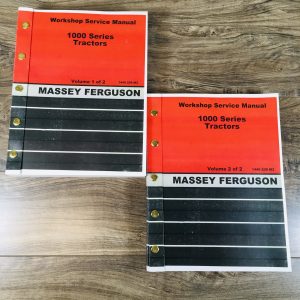 Workshop Service Manual
1000 Series
Tractors
Volume 1 of 2
MASSEY FERGUSON
Workshop Service Manual
1000 Series
Tractors
Volume 2 of 2
MASSEY FERGUSON